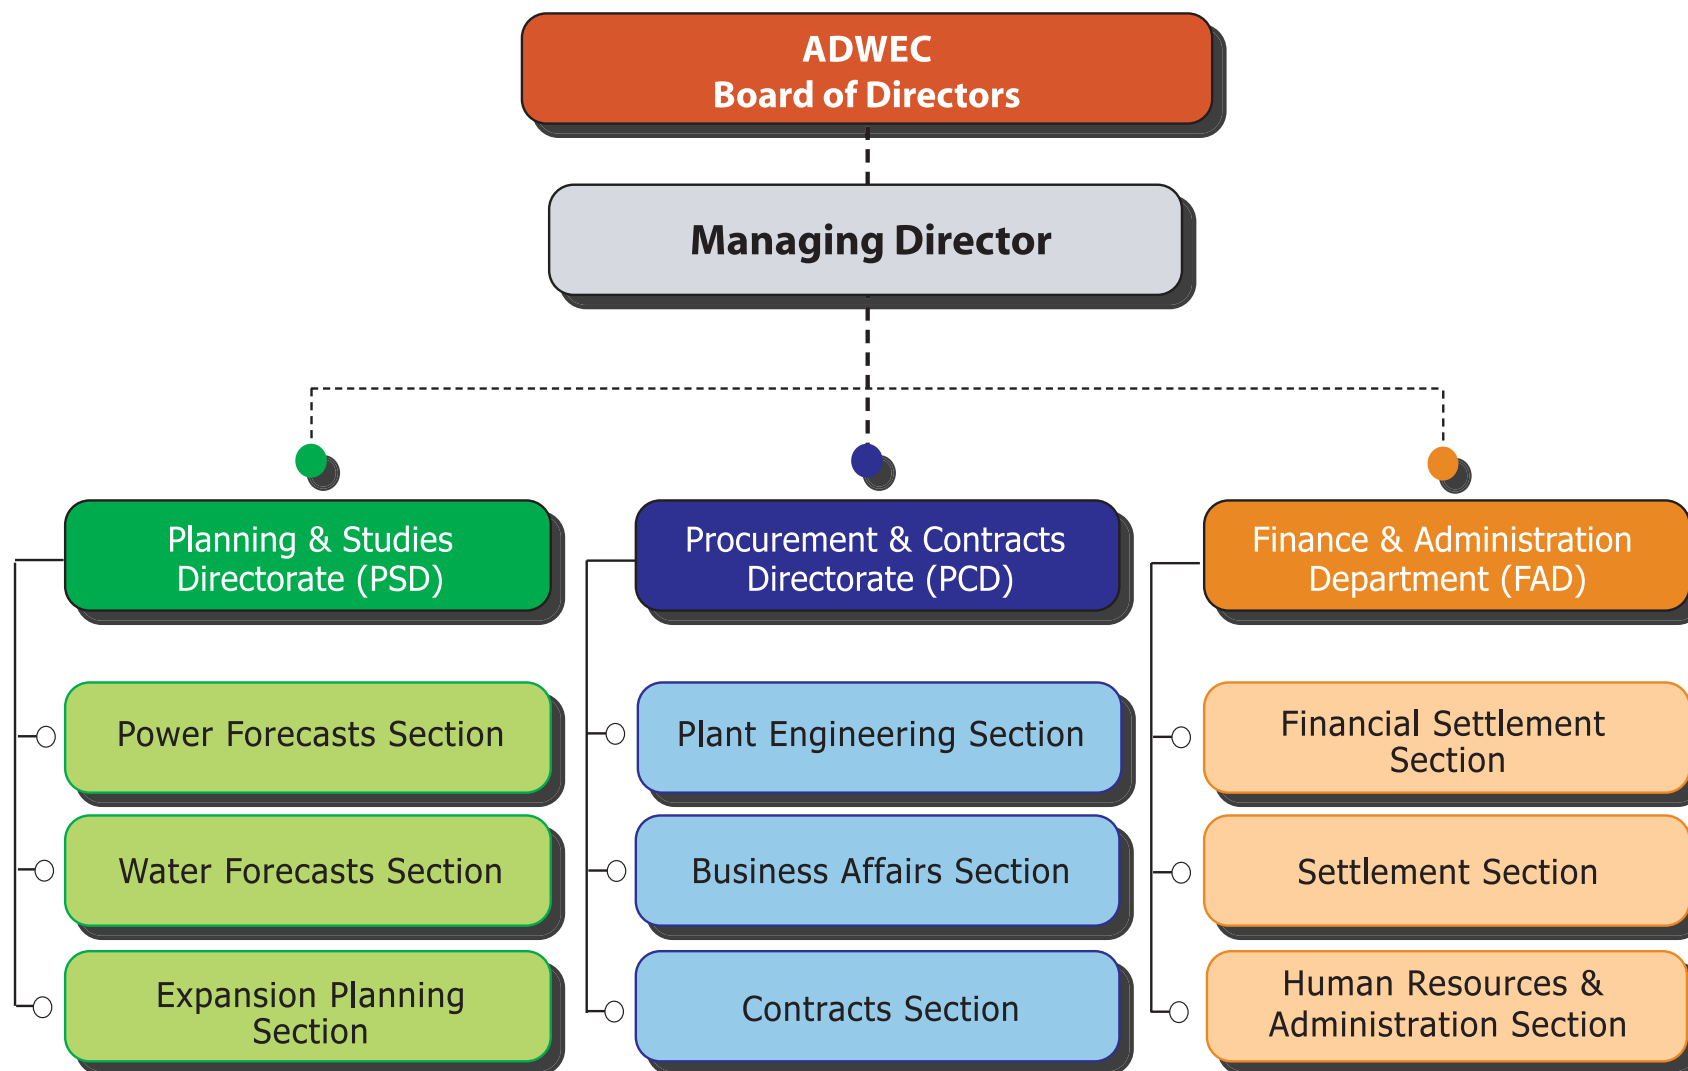 ADWEC
Board of Directors
Managing Director
Planning & Studies
Directorate (PSD)
Power Forecasts Section
Water Forecasts Section
Expansion Planning
Section
Procurement & Contracts
Directorate (PCD)
Plant Engineering Section
Business Affairs Section
Contracts Section
Finance & Administration
Department (FAD)
Financial Settlement
Section
Settlement Section
Human Resources &
Administration Section